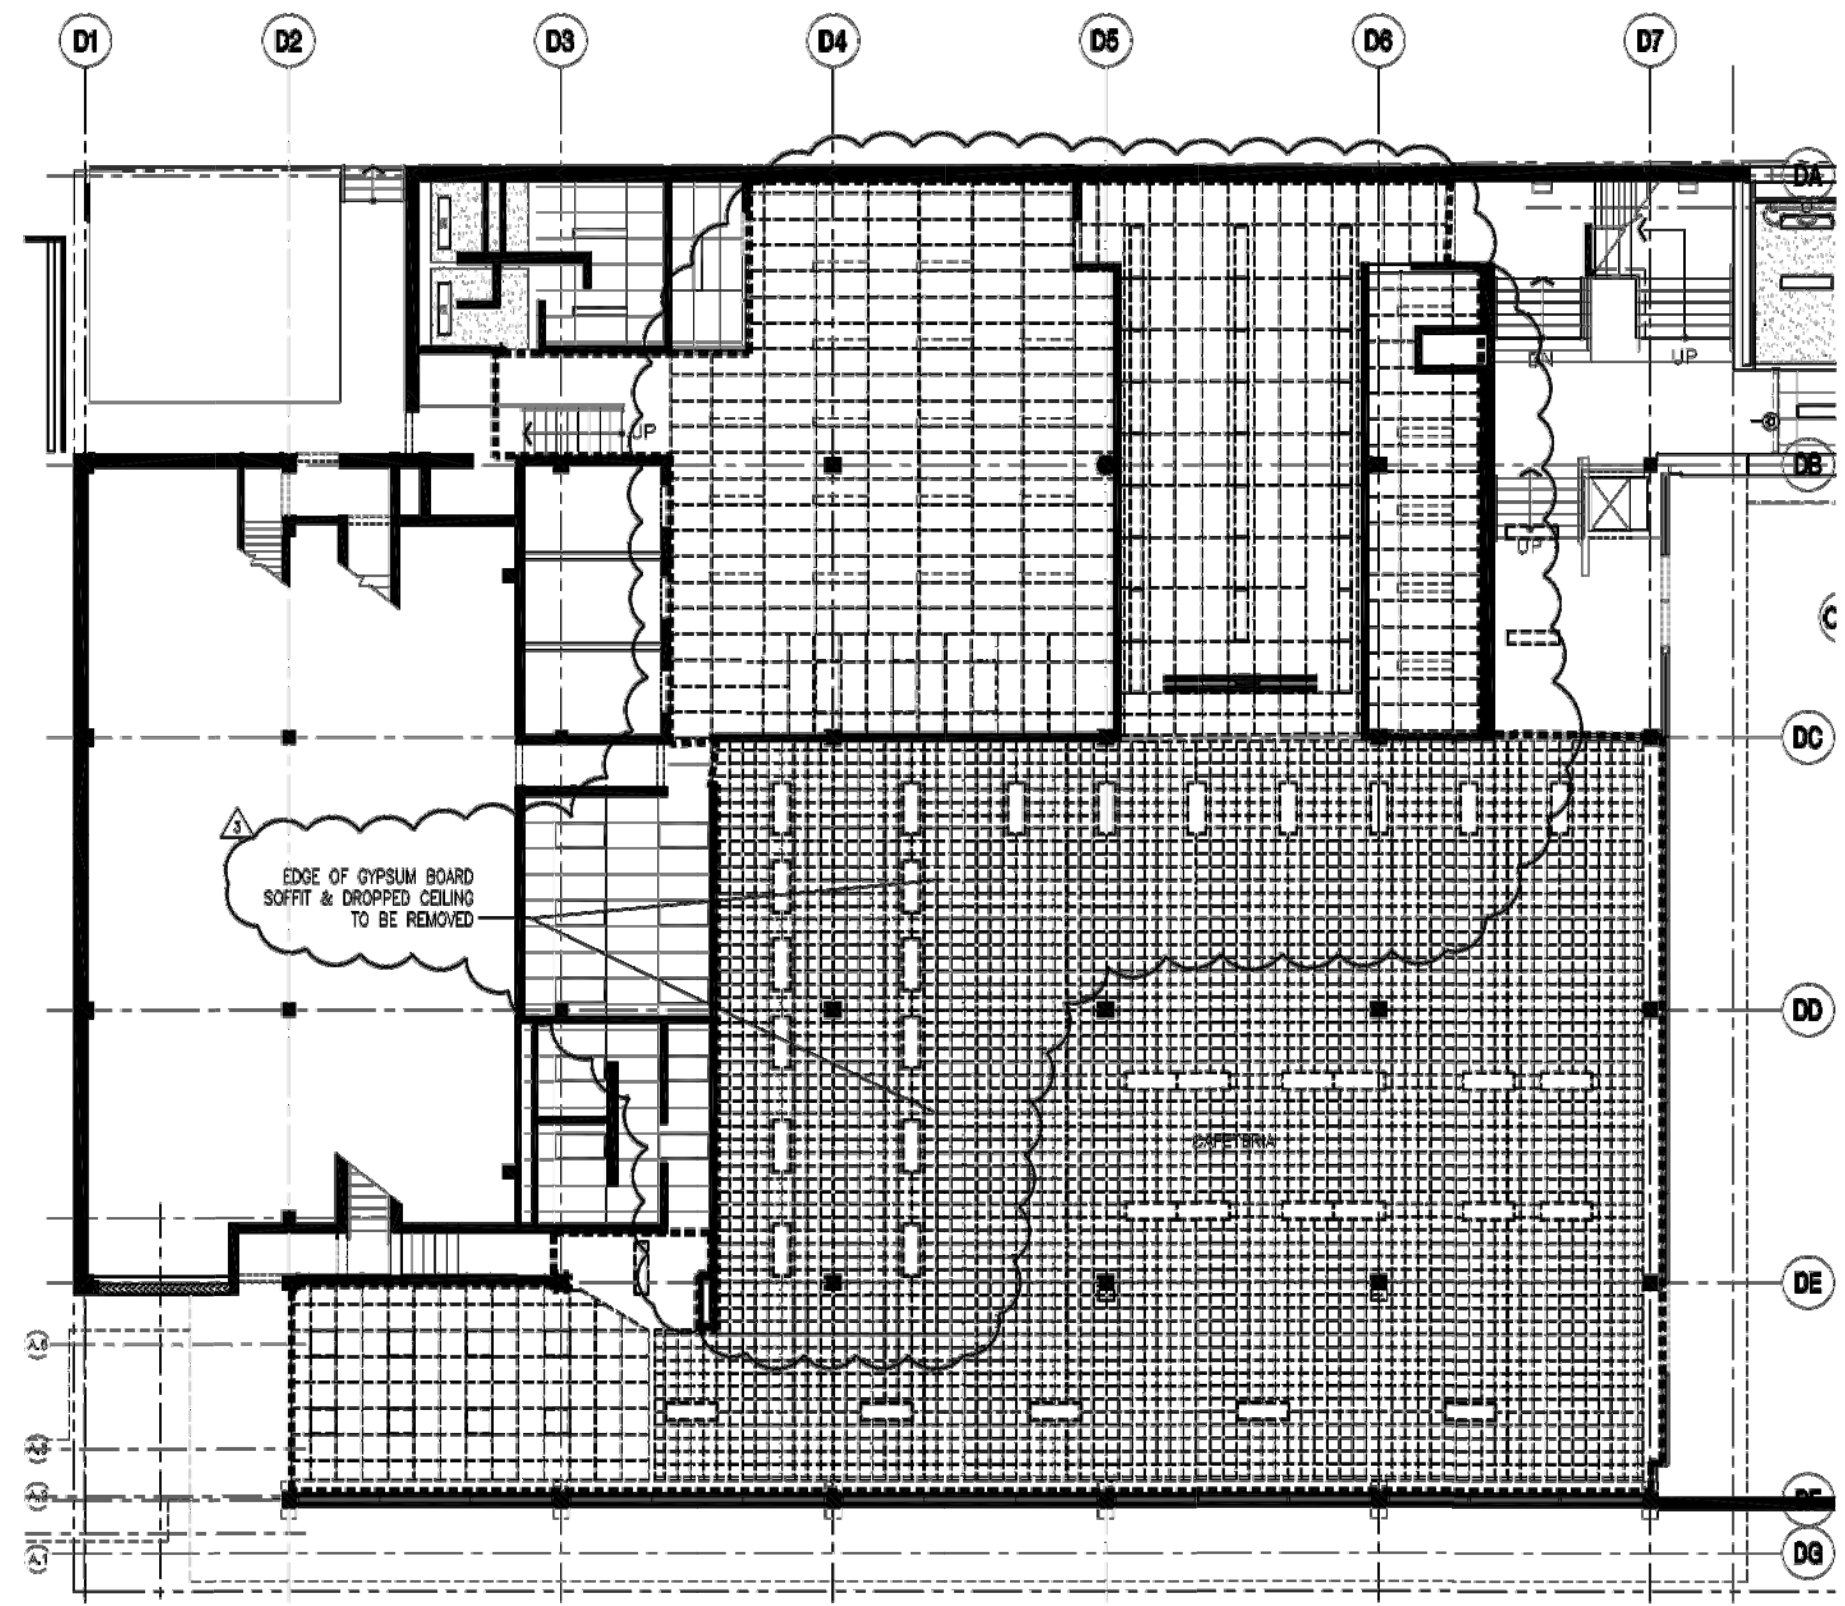 D1 D2 D3 D4 D5 D6 D7
DA
UP
UP
DB
UP
DC
3
EDGE OF GYPSUM BOARD
SOFFIT & DROPPED CEILING
TO BE REMOVED
DD
CAFETERIA
DE
DF
DG